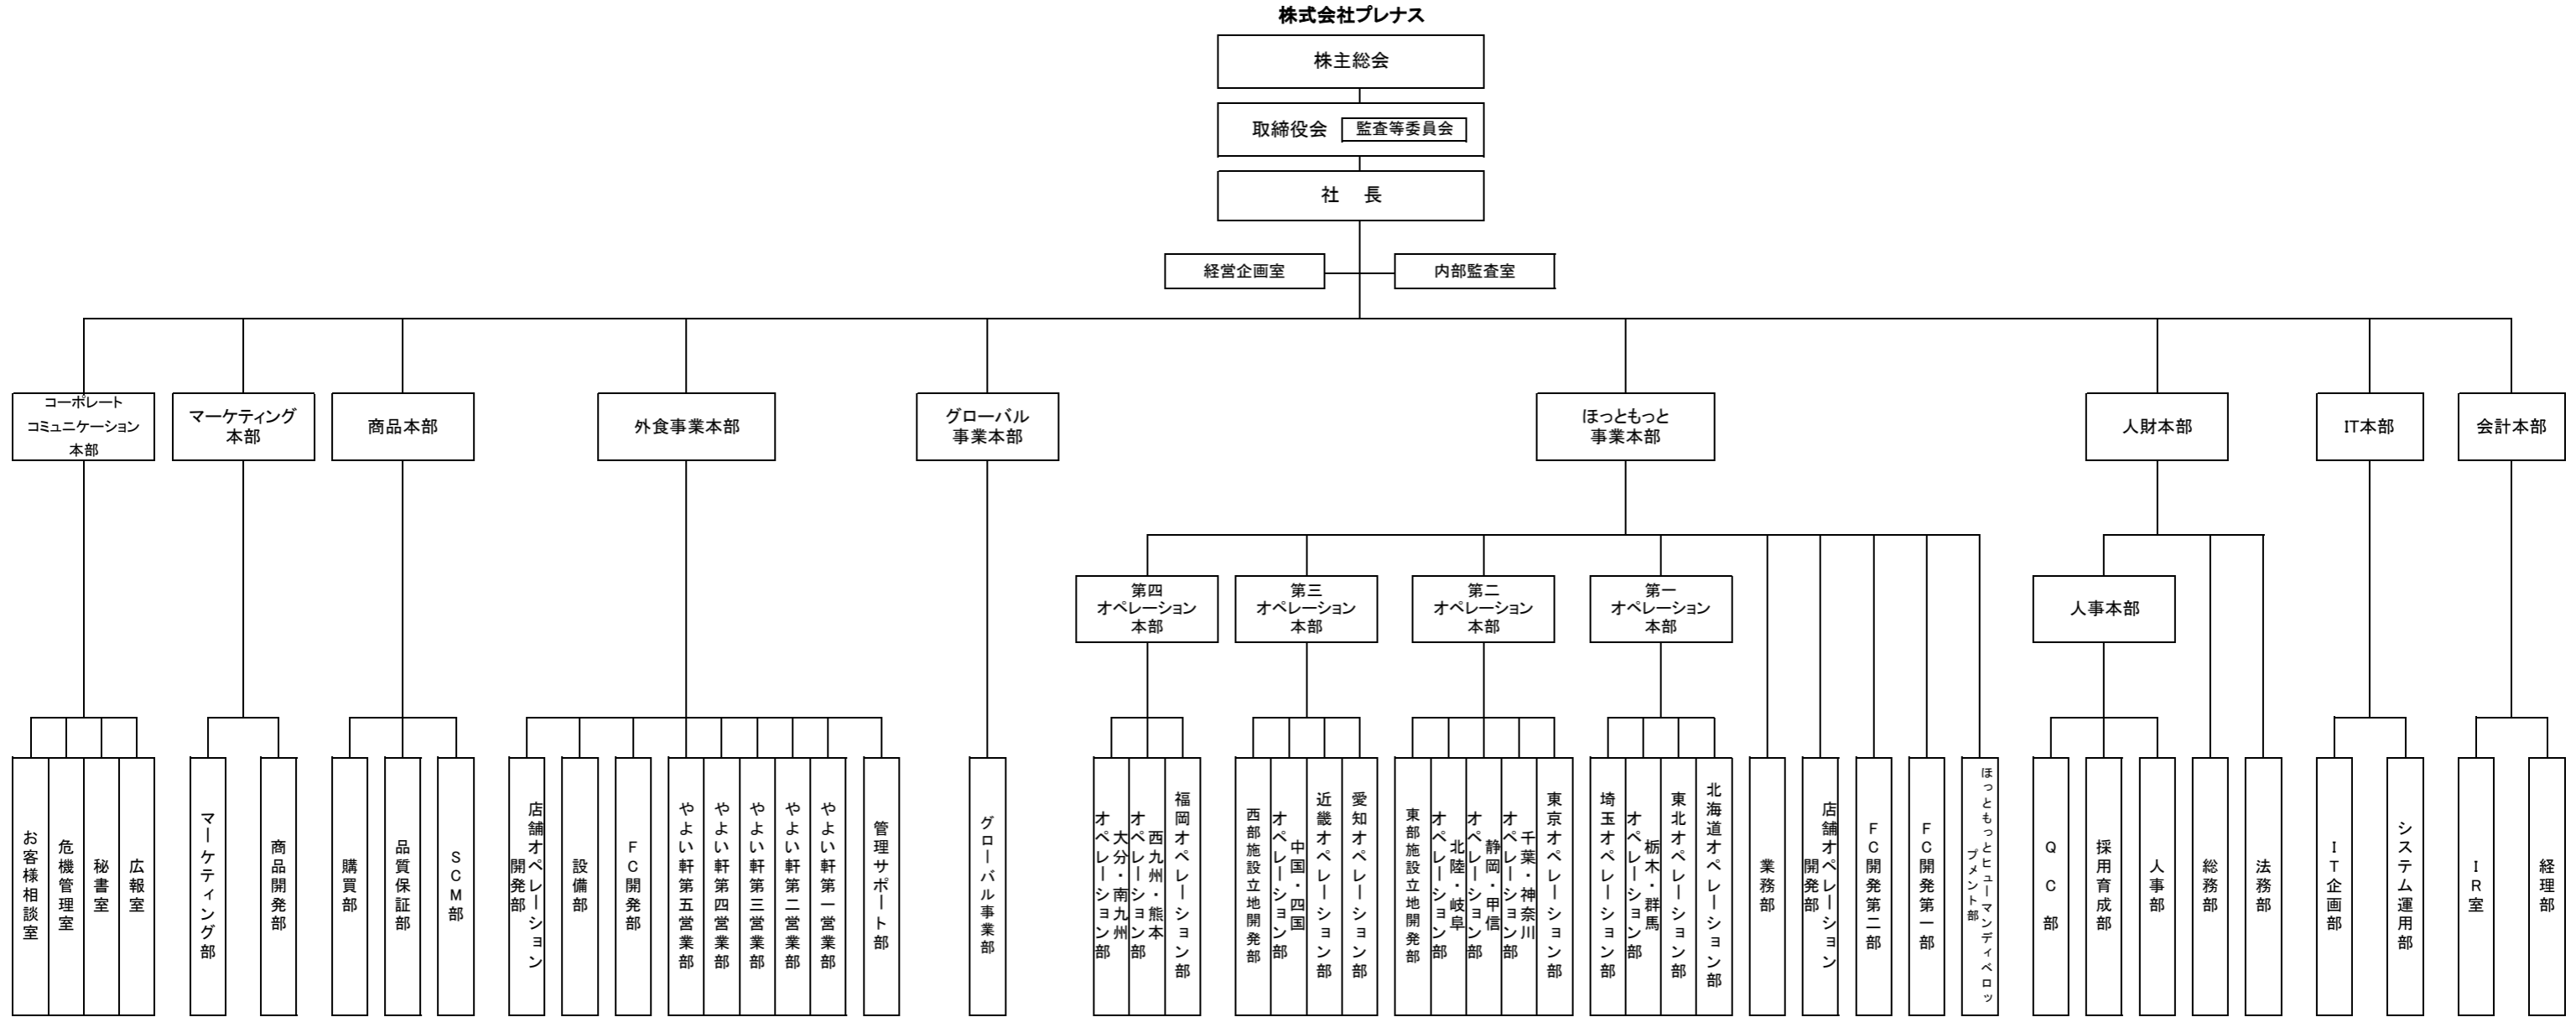 株式会社プレナス
株主総会
取締役会
監査等委員会
社 長
経営企画室
内部監査室
コーポレート
コミュニケーション
本部
マーケティング
本部
商品本部
外食事業本部
グローバル
事業本部
ほっともっと
事業本部
人財本部
IT本部
会計本部
第四
オペレーション
本部
第三
オペレーション
本部
第二
オペレーション
本部
第一
オペレーション
本部
人事本部
お客様相談室
危機管理室
秘書室
広報室
マーケティング部
商品開発部
購買部
品質保証部
SCM部
店舗オペレーション
開発部
設備部
FC開発部
やよい軒第五営業部
やよい軒第四営業部
やよい軒第三営業部
やよい軒第二営業部
やよい軒第一営業部
管理サポート部
グローバル事業部
大分・南九州
オペレーション部
西九州・熊本
オペレーション部
福岡オペレーション部
西部施設立地開発部
中国・四国
オペレーション部
近畿オペレーション部
愛知オペレーション部
東部施設立地開発部
北陸・岐阜
オペレーション部
静岡・甲信
オペレーション部
千葉・神奈川
オペレーション部
東京オペレーション部
埼玉オペレーション部
栃木・群馬
オペレーション部
東北オペレーション部
北海道オペレーション部
業務部
店舗オペレーション
開発部
FC開発第二部
FC開発第一部
ほっともっとヒューマンディベロッ
プメント部
QC部
採用育成部
人事部
総務部
法務部
IT企画部
システム運用部
IR室
経理部